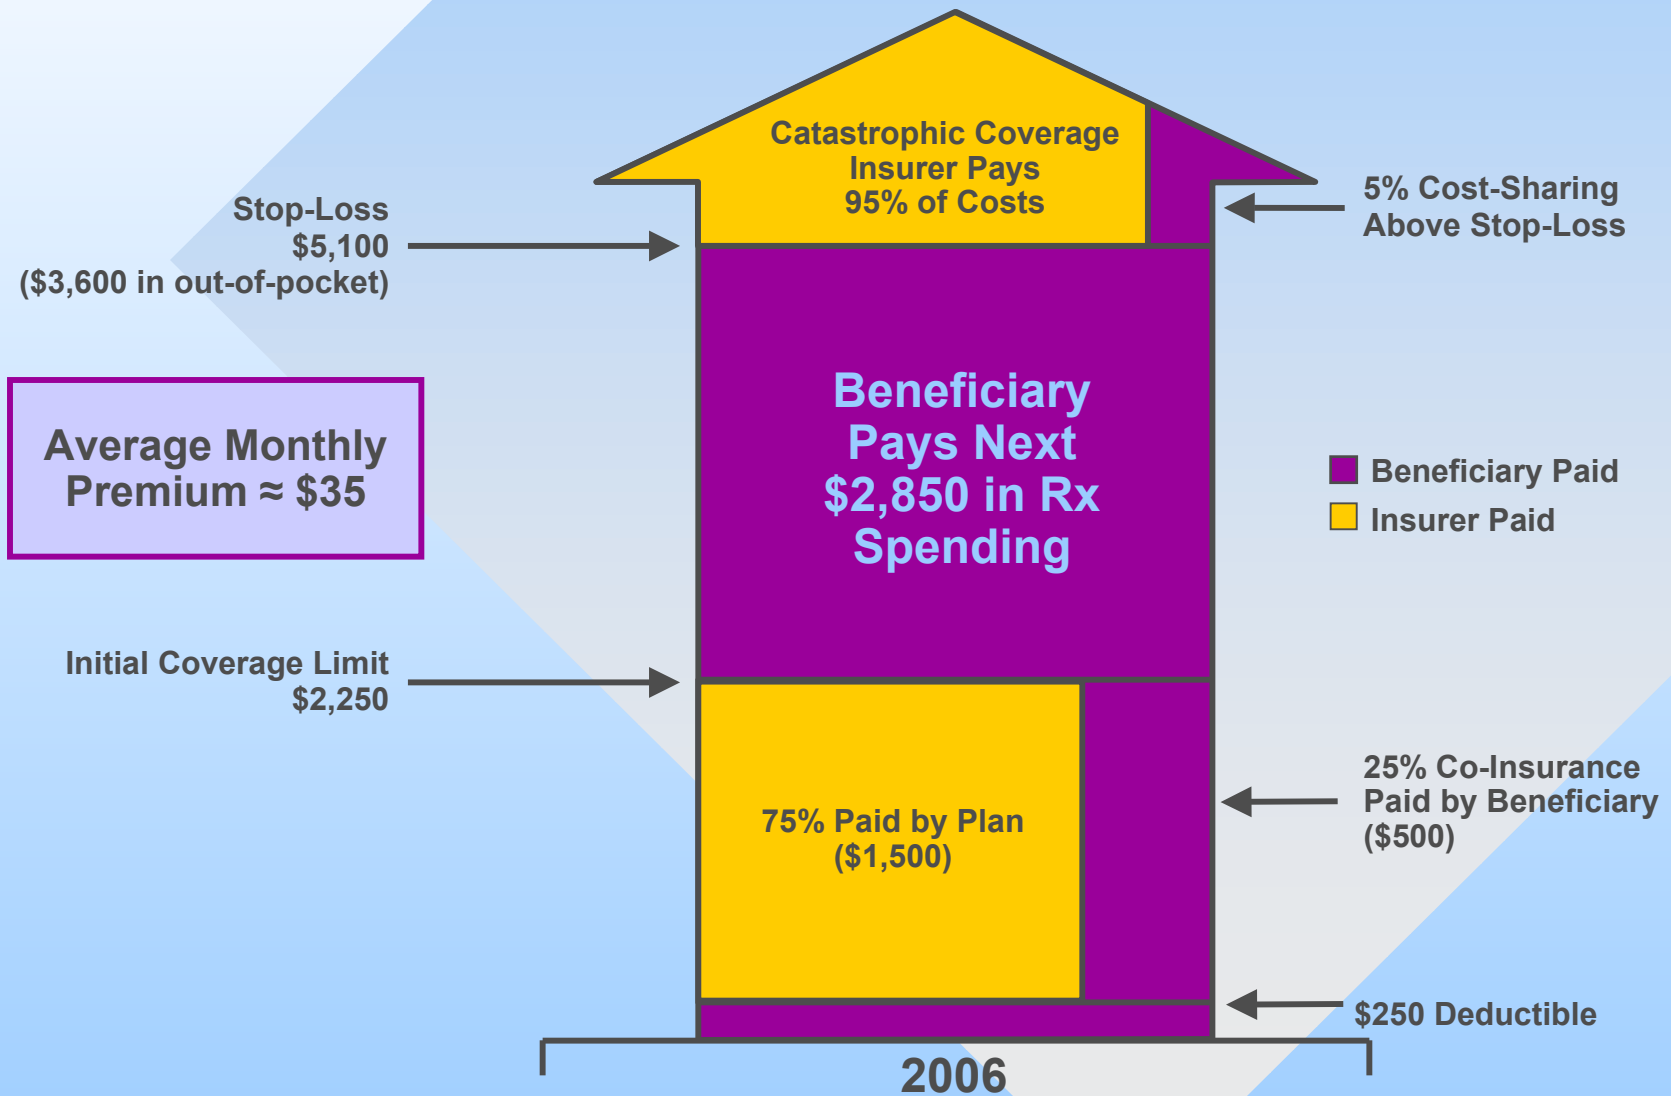 Catastrophic Coverage
Insurer Pays
95% of Costs
5% Cost-Sharing
Above Stop-Loss
Stop-Loss
$5,100
($3,600 in out-of-pocket)
Beneficiary
Pays Next
$2,850 in Rx
Spending
Average Monthly
Premium ≈ $35
Beneficiary Paid
Insurer Paid
Initial Coverage Limit
$2,250
75% Paid by Plan
($1,500)
25% Co-Insurance
Paid by Beneficiary
($500)
$250 Deductible
2006